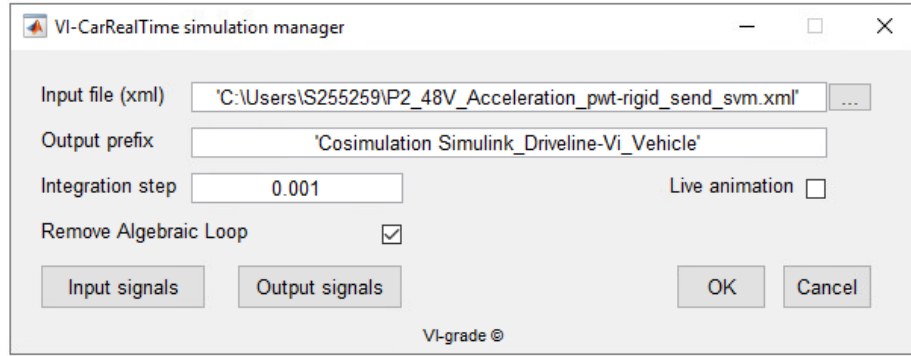 VI-CarRealTime simulation manager
Input file (xml) 'C:\Users\S255259\P2_48V_Acceleration_pwt-rigid_send_svm.xml' ...
Output prefix 'Cosimulation Simulink_Driveline-Vi_Vehicle'
Integration step 0.001 Live animation
Remove Algebraic Loop
Input signals Output signals OK Cancel
VI-grade ©